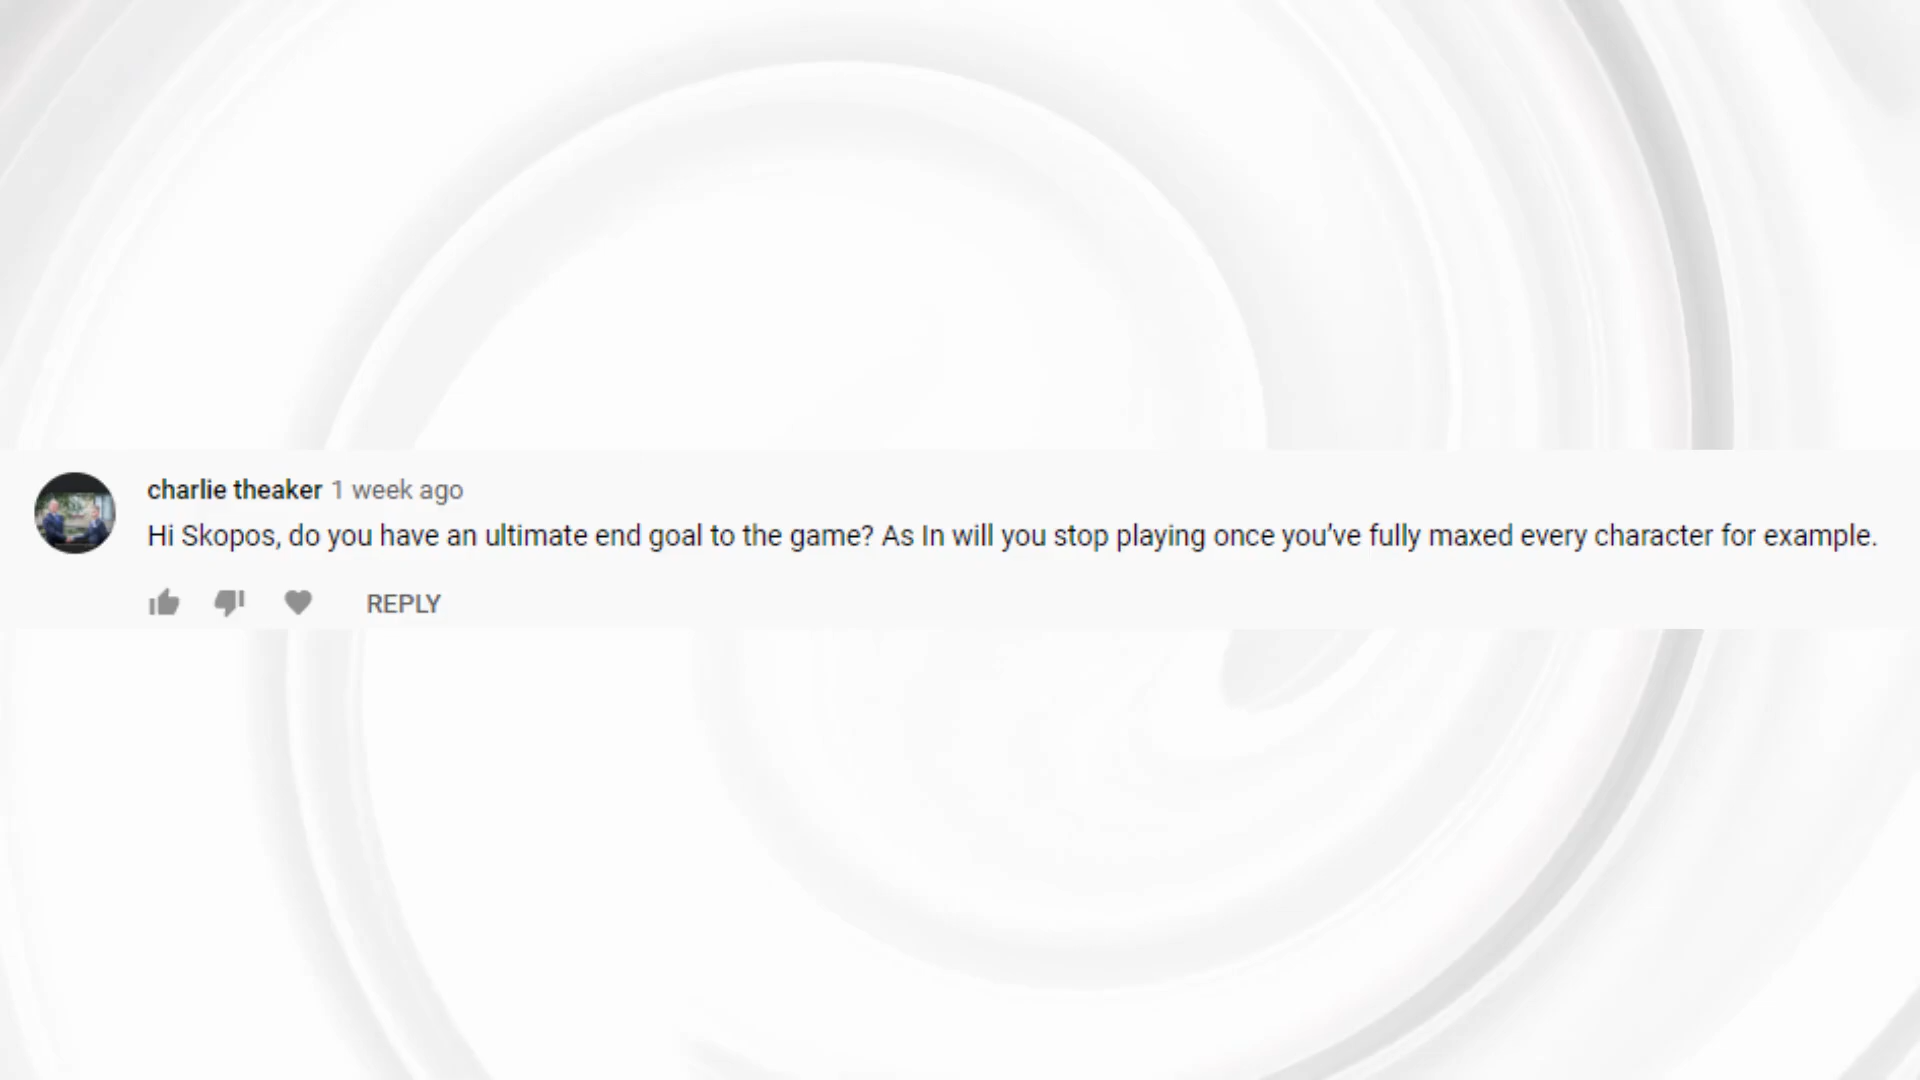 charlie theaker 1 week ago
Hi Skopos, do you have an ultimate end goal to the game? As In will you stop playing once you’ve fully maxed every character for example.
REPLY